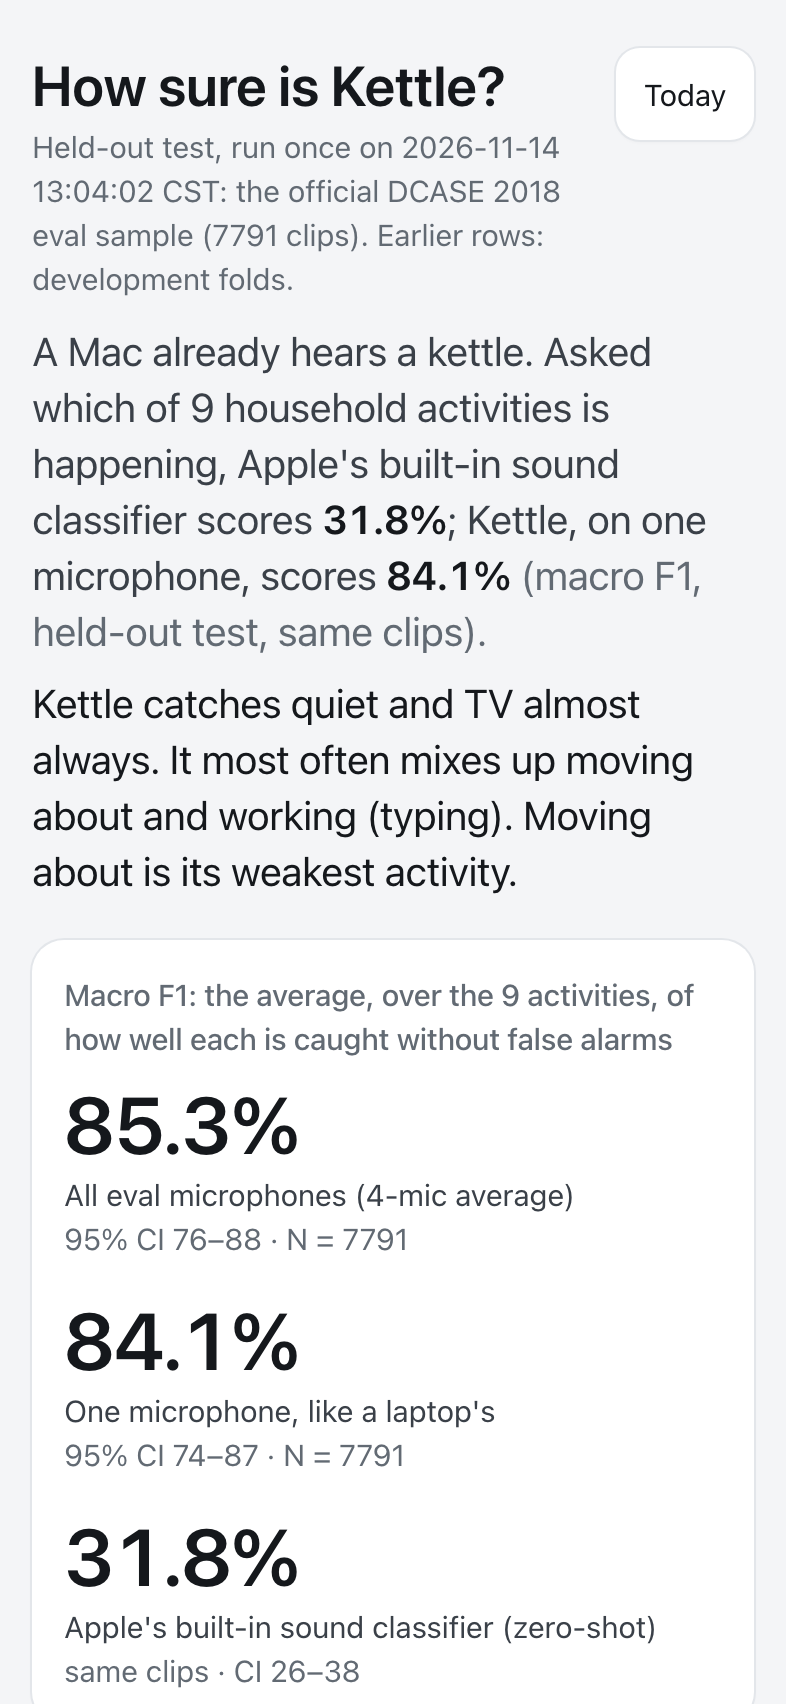 How sure is Kettle?
Today
Held-out test, run once on 2026-11-14
13:04:02 CST: the official DCASE 2018
eval sample (7791 clips). Earlier rows:
development folds.
A Mac already hears a kettle. Asked
which of 9 household activities is
happening, Apple's built-in sound
classifier scores 31.8%; Kettle, on one
microphone, scores 84.1% (macro F1,
held-out test, same clips).
Kettle catches quiet and TV almost
always. It most often mixes up moving
about and working (typing). Moving
about is its weakest activity.
Macro F1: the average, over the 9 activities, of
how well each is caught without false alarms
85.3%
All eval microphones (4-mic average)
95% CI 76–88 · N = 7791
84.1%
One microphone, like a laptop's
95% CI 74–87 · N = 7791
31.8%
Apple's built-in sound classifier (zero-shot)
same clips · CI 26–38